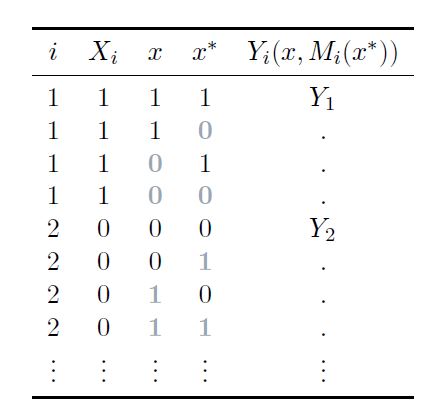 i X_i x x* Y_i(x, M_i(x*))
1 1 1 1 Y_1
1 1 1 0 .
1 1 0 1 .
1 1 0 0 .
2 0 0 0 Y_2
2 0 0 1 .
2 0 1 0 .
2 0 1 1 .
⋮ ⋮ ⋮ ⋮ ⋮